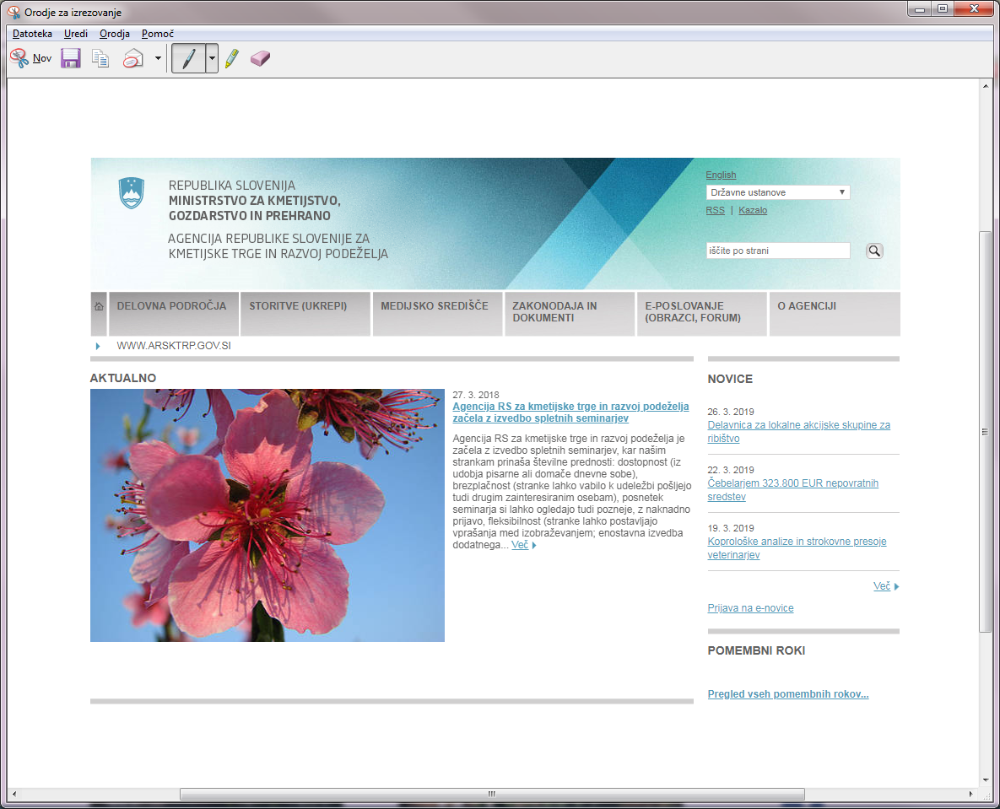 Orodje za izrezovanje
Datoteka Uredi Orodja Pomoč
Nov
REPUBLIKA SLOVENIJA
MINISTRSTVO ZA KMETIJSTVO,
GOZDARSTVO IN PREHRANO
AGENCIJA REPUBLIKE SLOVENIJE ZA
KMETIJSKE TRGE IN RAZVOJ PODEŽELJA
English
Državne ustanove
RSS | Kazalo
iščite po strani
DELOVNA PODROČJA
STORITVE (UKREPI)
MEDIJSKO SREDIŠČE
ZAKONODAJA IN
DOKUMENTI
E-POSLOVANJE
(OBRAZCI, FORUM)
O AGENCIJI
WWW.ARSKTRP.GOV.SI
AKTUALNO
27. 3. 2018
Agencija RS za kmetijske trge in razvoj podeželja
začela z izvedbo spletnih seminarjev
Agencija RS za kmetijske trge in razvoj podeželja je
začela z izvedbo spletnih seminarjev, kar našim
strankam prinaša številne prednosti: dostopnost (iz
udobja pisarne ali domače dnevne sobe),
brezplačnost (stranke lahko vabilo k udeležbi pošljejo
tudi drugim zainteresiranim osebam), posnetek
seminarja si lahko ogledajo tudi pozneje, z naknadno
prijavo, fleksibilnost (stranke lahko postavljajo
vprašanja med izobraževanjem; enostavna izvedba
dodatnega... Več
NOVICE
26. 3. 2019
Delavnica za lokalne akcijske skupine za
ribištvo
22. 3. 2019
Čebelarjem 323.800 EUR nepovratnih
sredstev
19. 3. 2019
Koprološke analize in strokovne presoje
veterinarjev
Več
Prijava na e-novice
POMEMBNI ROKI
Pregled vseh pomembnih rokov...